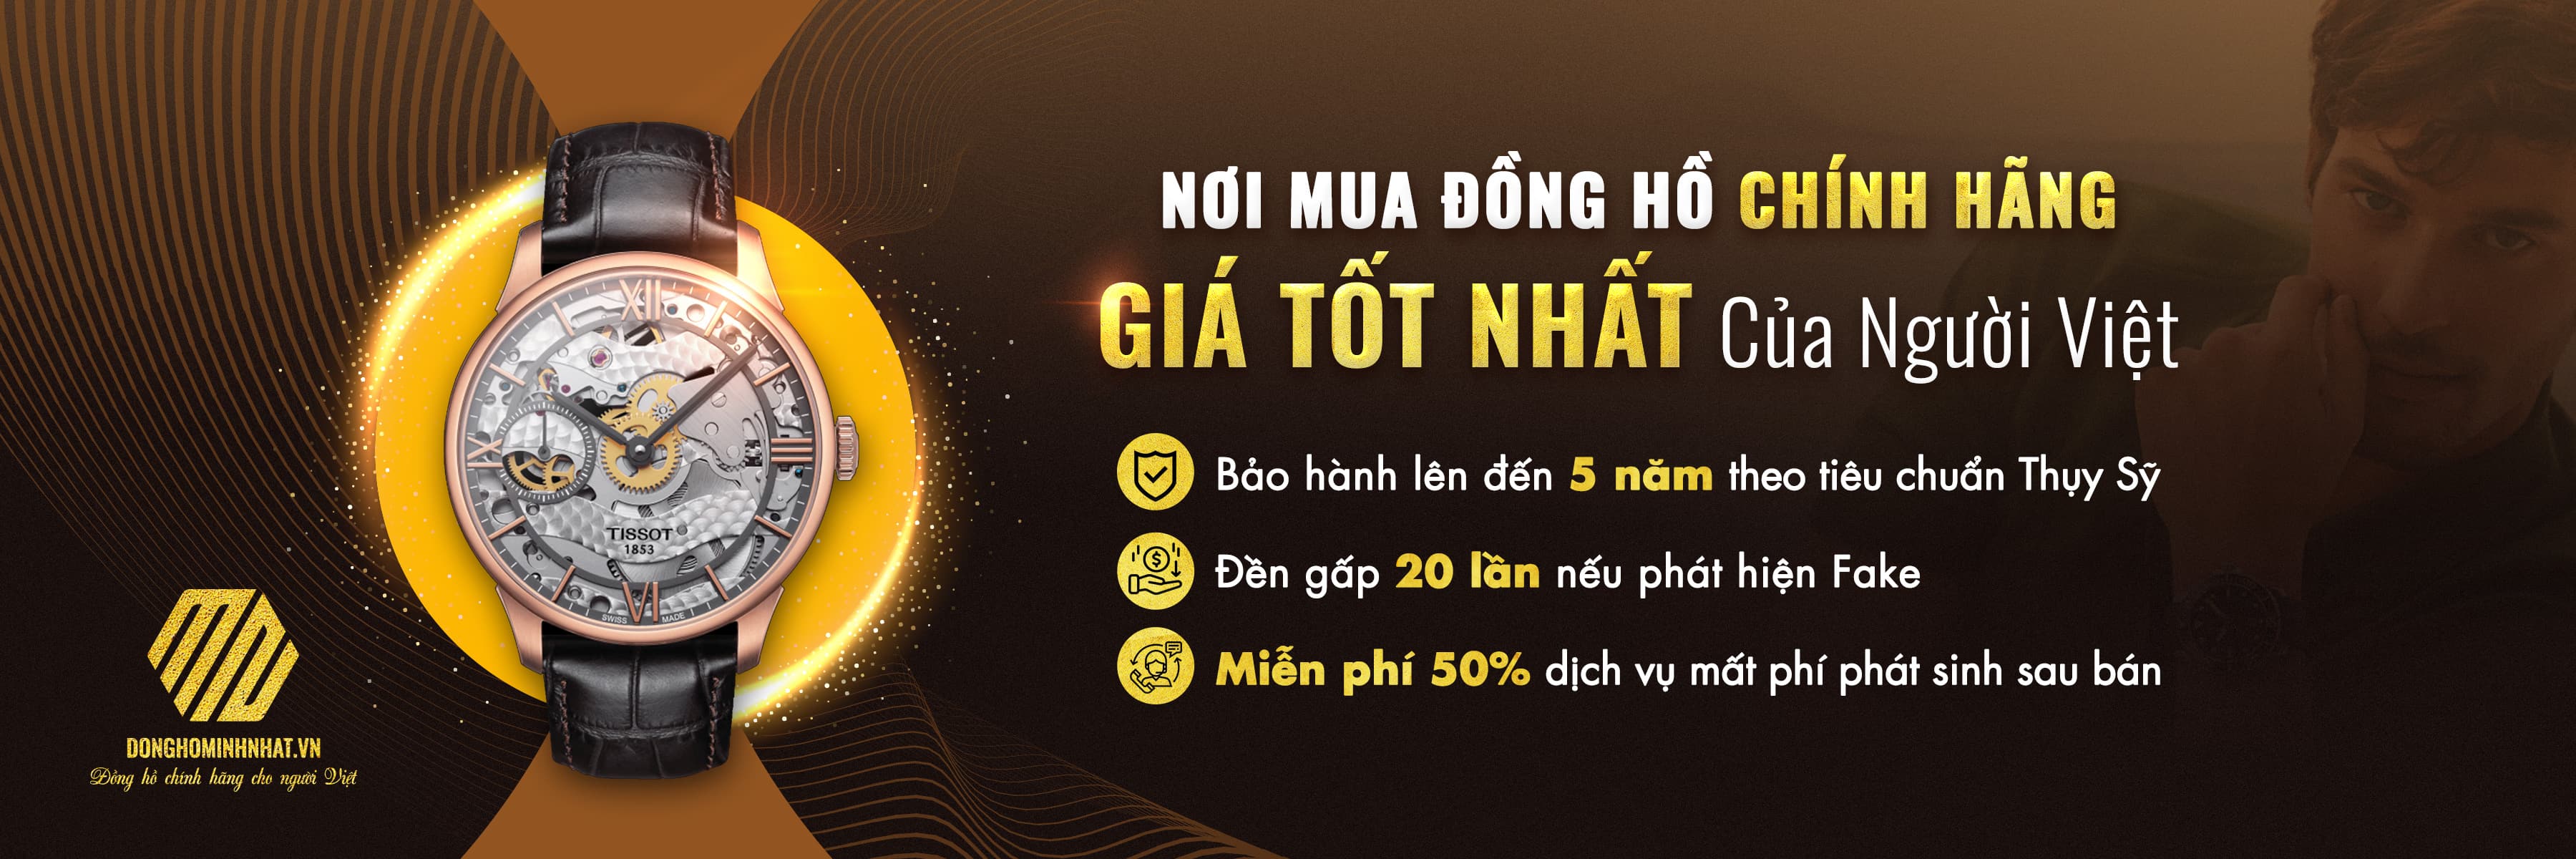 NƠI MUA ĐỒNG HỒ CHÍNH HÃNG
GIÁ TỐT NHẤT Của Người Việt
Bảo hành lên đến 5 năm theo tiêu chuẩn Thụy Sỹ
Đền gấp 20 lần nếu phát hiện Fake
Miễn phí 50% dịch vụ mất phí phát sinh sau bán
XII
TISSOT
1853
VI
SWISS MADE
DONGHOMINHNHAT.VN
Đồng hồ chính hãng cho người Việt